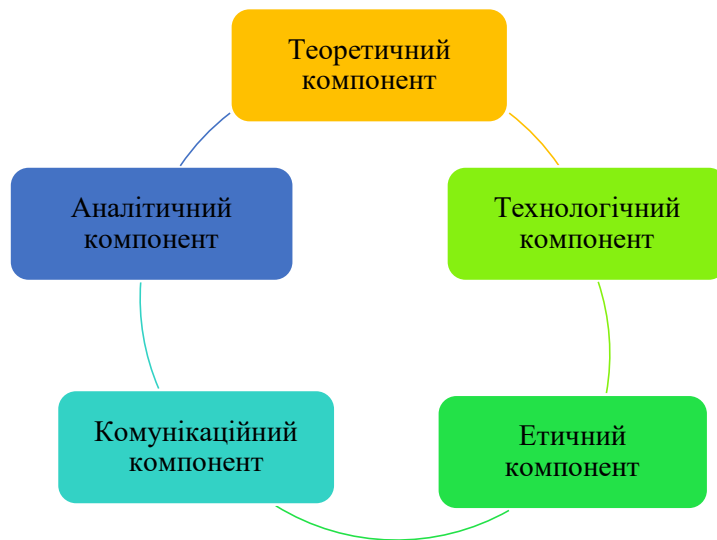 Теоретичний
компонент
Аналітичний
компонент
Технологічний
компонент
Комунікаційний
компонент
Етичний
компонент